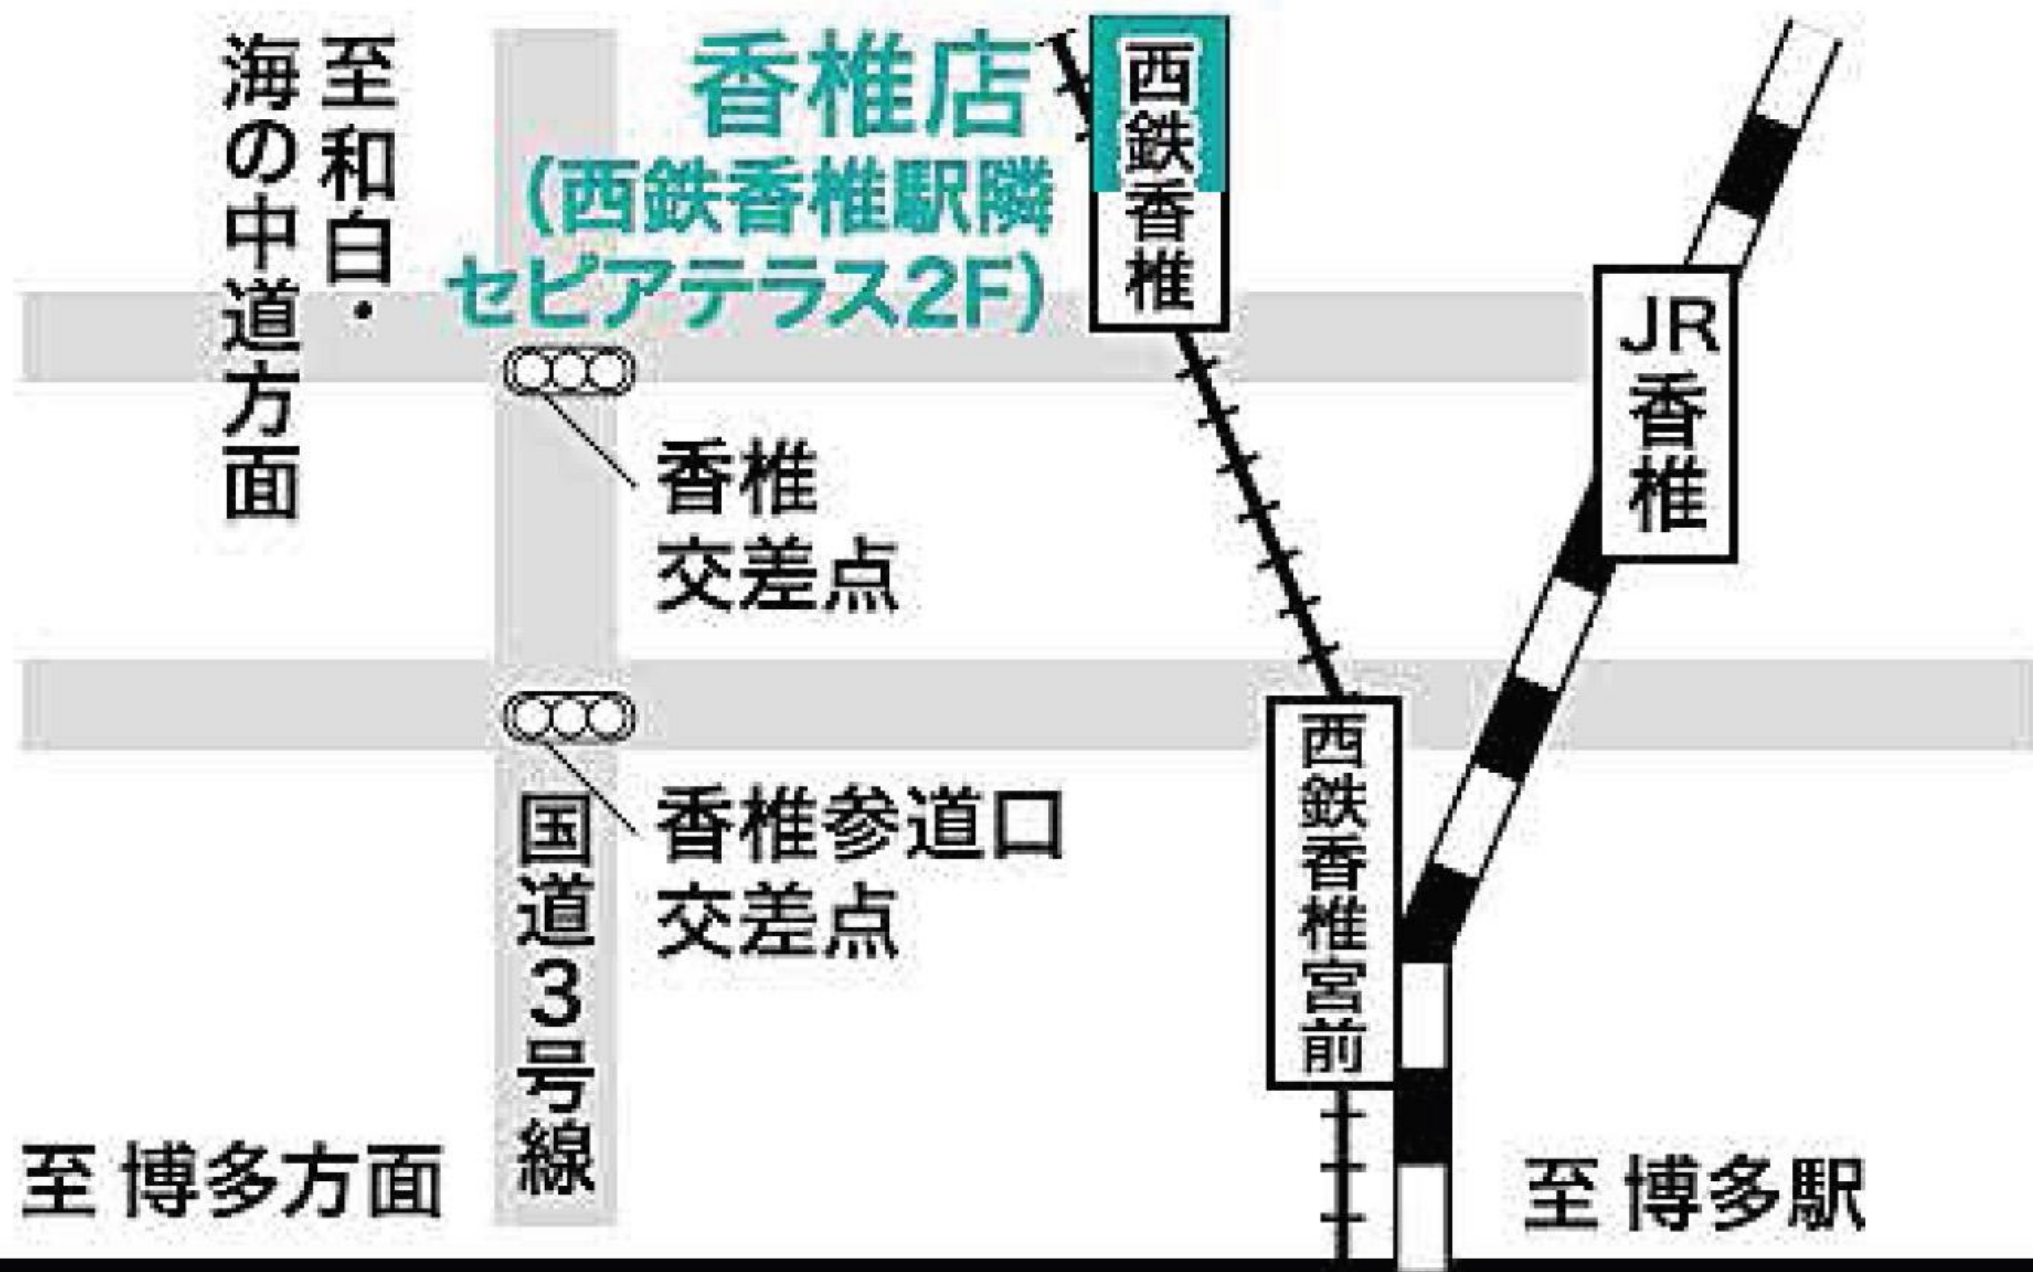 至和白・
海の中道方面
香椎店
（西鉄香椎駅隣
セピアテラス2F）
西鉄香椎
JR香椎
香椎
交差点
香椎参道口
交差点
西鉄香椎宮前
国道3号線
至 博多方面
至 博多駅